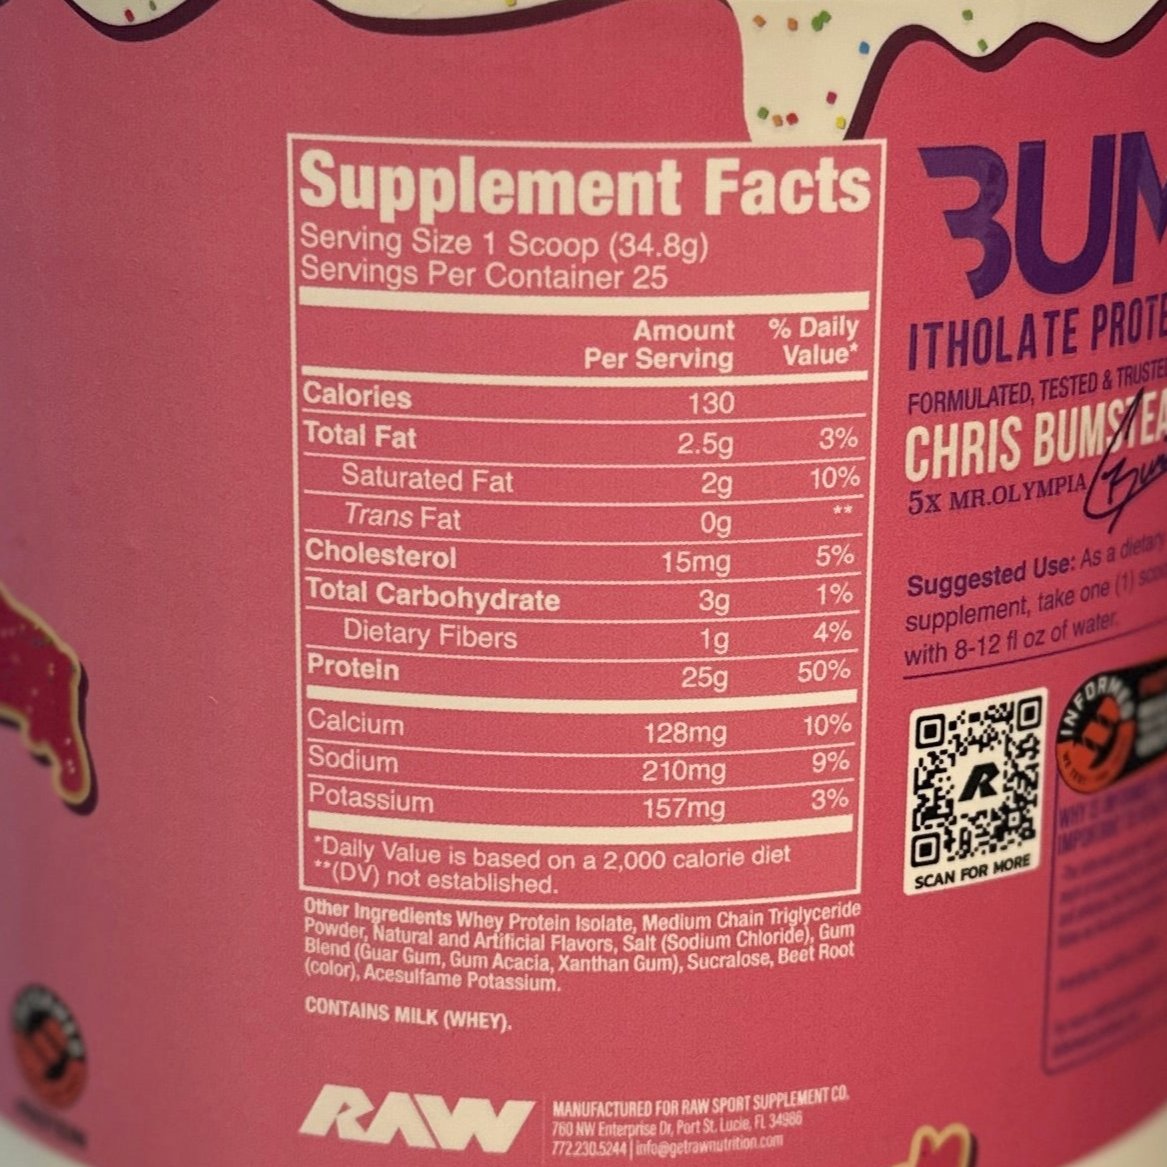 Supplement Facts
Serving Size 1 Scoop (34.8g)
Servings Per Container 25
Amount Per Serving % Daily Value*
Calories 130
Total Fat 2.5g 3%
Saturated Fat 2g 10%
Trans Fat 0g **
Cholesterol 15mg 5%
Total Carbohydrate 3g 1%
Dietary Fibers 1g 4%
Protein 25g 50%
Calcium 128mg 10%
Sodium 210mg 9%
Potassium 157mg 3%
*Daily Value is based on a 2,000 calorie diet
**(DV) not established.
Other Ingredients Whey Protein Isolate, Medium Chain Triglyceride
Powder, Natural and Artificial Flavors, Salt (Sodium Chloride), Gum
Blend (Guar Gum, Gum Acacia, Xanthan Gum), Sucralose, Beet Root
(color), Acesulfame Potassium.
CONTAINS MILK (WHEY).
RAW
MANUFACTURED FOR RAW SPORT SUPPLEMENT CO.
760 NW Enterprise Dr, Port St. Lucie, FL 34986
772.230.5244 | info@getrawnutrition.com
BUM
ITHOLATE PROTE
FORMULATED, TESTED & TRUSTE
CHRIS BUMSTEA
5X MR.OLYMPIA
Suggested Use: As a dietary
supplement, take one (1) scoo
with 8-12 fl oz of water.
R
SCAN FOR MORE
INFORMED